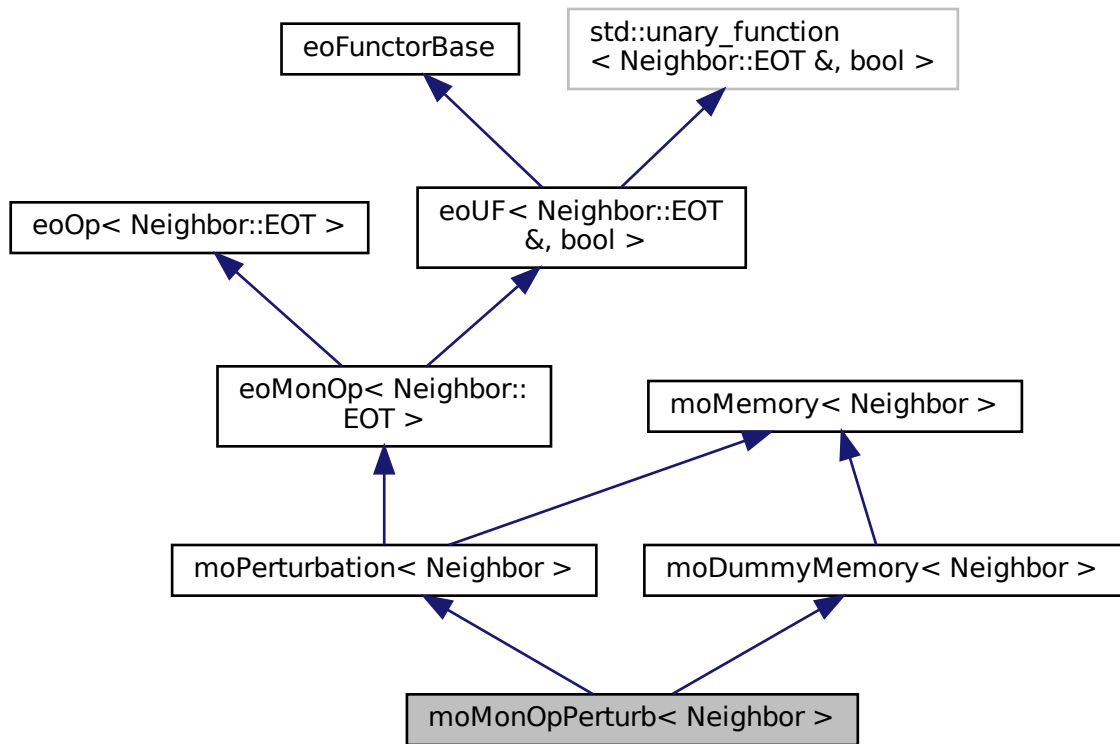 eoFunctorBase
std::unary_function
< Neighbor::EOT &, bool >
eoOp< Neighbor::EOT >
eoUF< Neighbor::EOT
&, bool >
eoMonOp< Neighbor::
EOT >
moMemory< Neighbor >
moPerturbation< Neighbor >
moDummyMemory< Neighbor >
moMonOpPerturb< Neighbor >